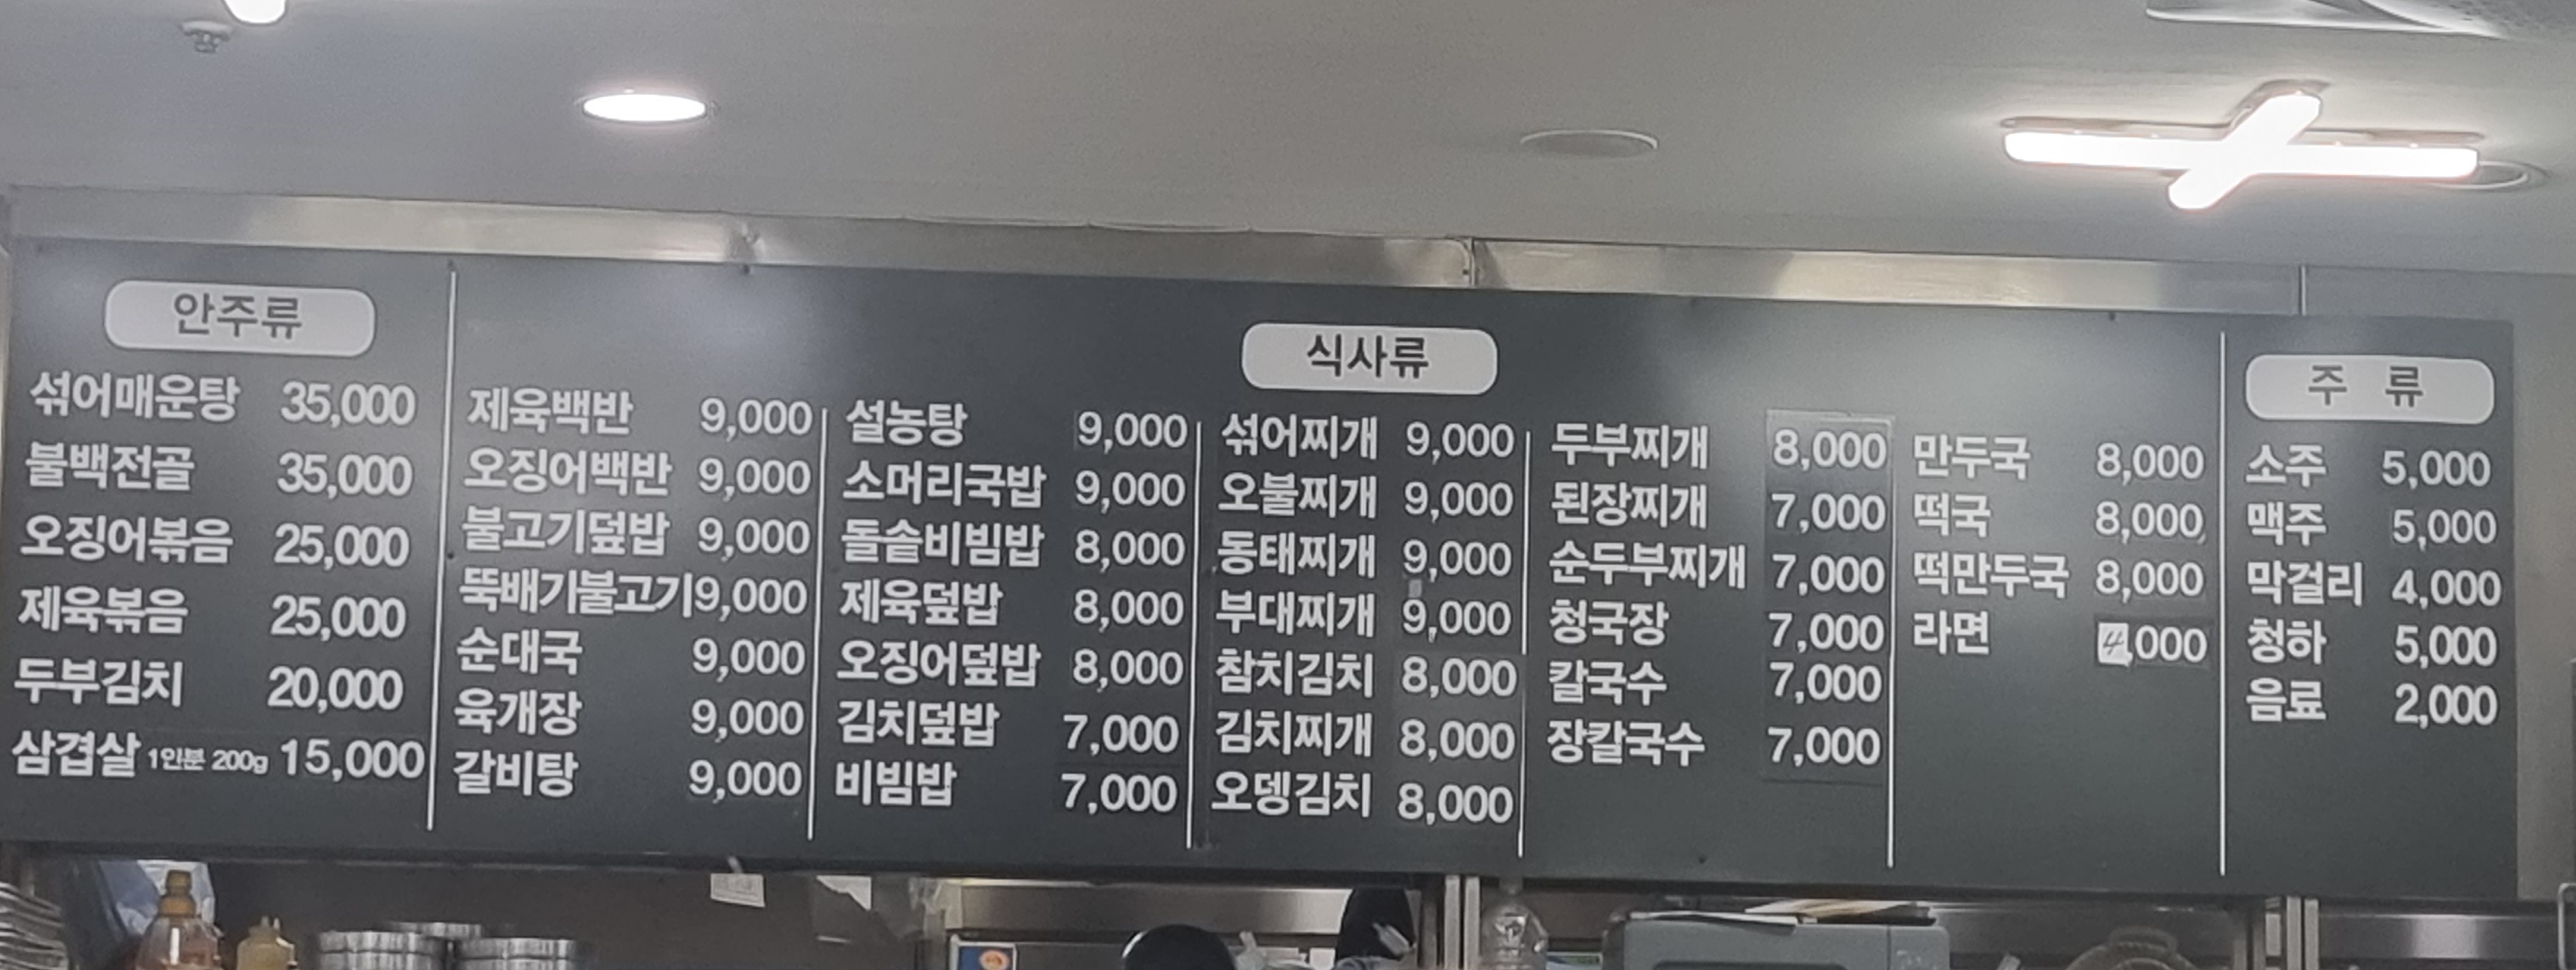 안주류
섞어매운탕 35,000
불백전골 35,000
오징어볶음 25,000
제육볶음 25,000
두부김치 20,000
삼겹살 1인분 200g 15,000
식사류
제육백반 9,000
오징어백반 9,000
불고기덮밥 9,000
뚝배기불고기 9,000
순대국 9,000
육개장 9,000
갈비탕 9,000
설농탕 9,000
소머리국밥 9,000
돌솥비빔밥 8,000
제육덮밥 8,000
오징어덮밥 8,000
김치덮밥 7,000
비빔밥 7,000
섞어찌개 9,000
오불찌개 9,000
동태찌개 9,000
부대찌개 9,000
참치김치 8,000
김치찌개 8,000
오뎅김치 8,000
두부찌개 8,000
된장찌개 7,000
순두부찌개 7,000
청국장 7,000
칼국수 7,000
장칼국수 7,000
만두국 8,000
떡국 8,000
떡만두국 8,000
라면 4,000
주 류
소주 5,000
맥주 5,000
막걸리 4,000
청하 5,000
음료 2,000